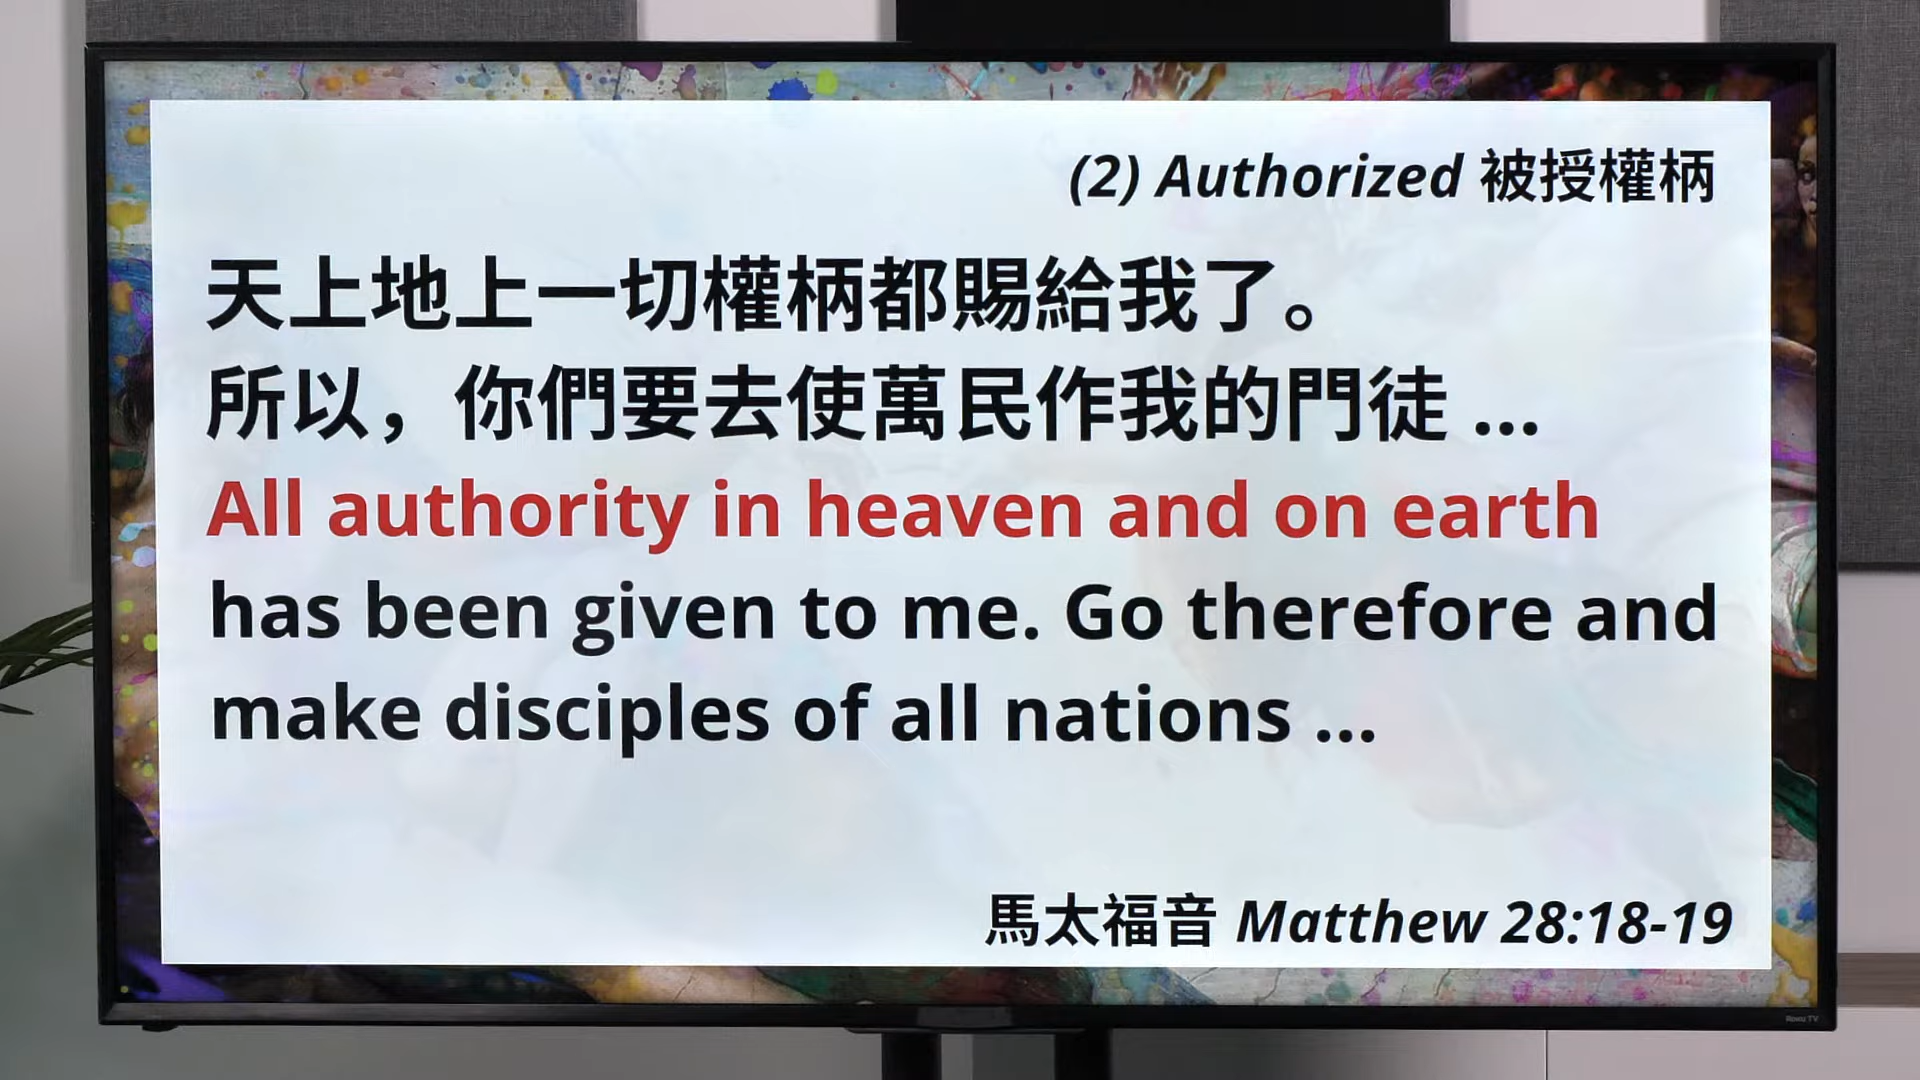 (2) Authorized 被授權柄
天上地上一切權柄都賜給我了。
所以，你們要去使萬民作我的門徒 ...
All authority in heaven and on earth
has been given to me. Go therefore and
make disciples of all nations ...
馬太福音 Matthew 28:18-19
Roku TV